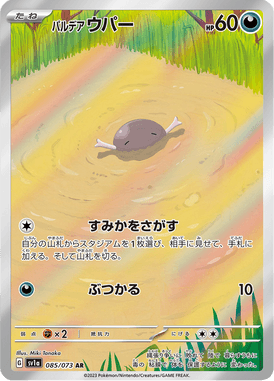 たね
パルデア ウパー
HP60
すみかをさがす
自分の山札からスタジアムを1枚選び、相手に見せて、手札に
加える。そして山札を切る。
ぶつかる 10
弱点 ×2 抵抗力 にげる
Illus. Miki Tanaka
G sv1a 085/073 AR
©2023 Pokémon/Nintendo/Creatures/GAME FREAK.